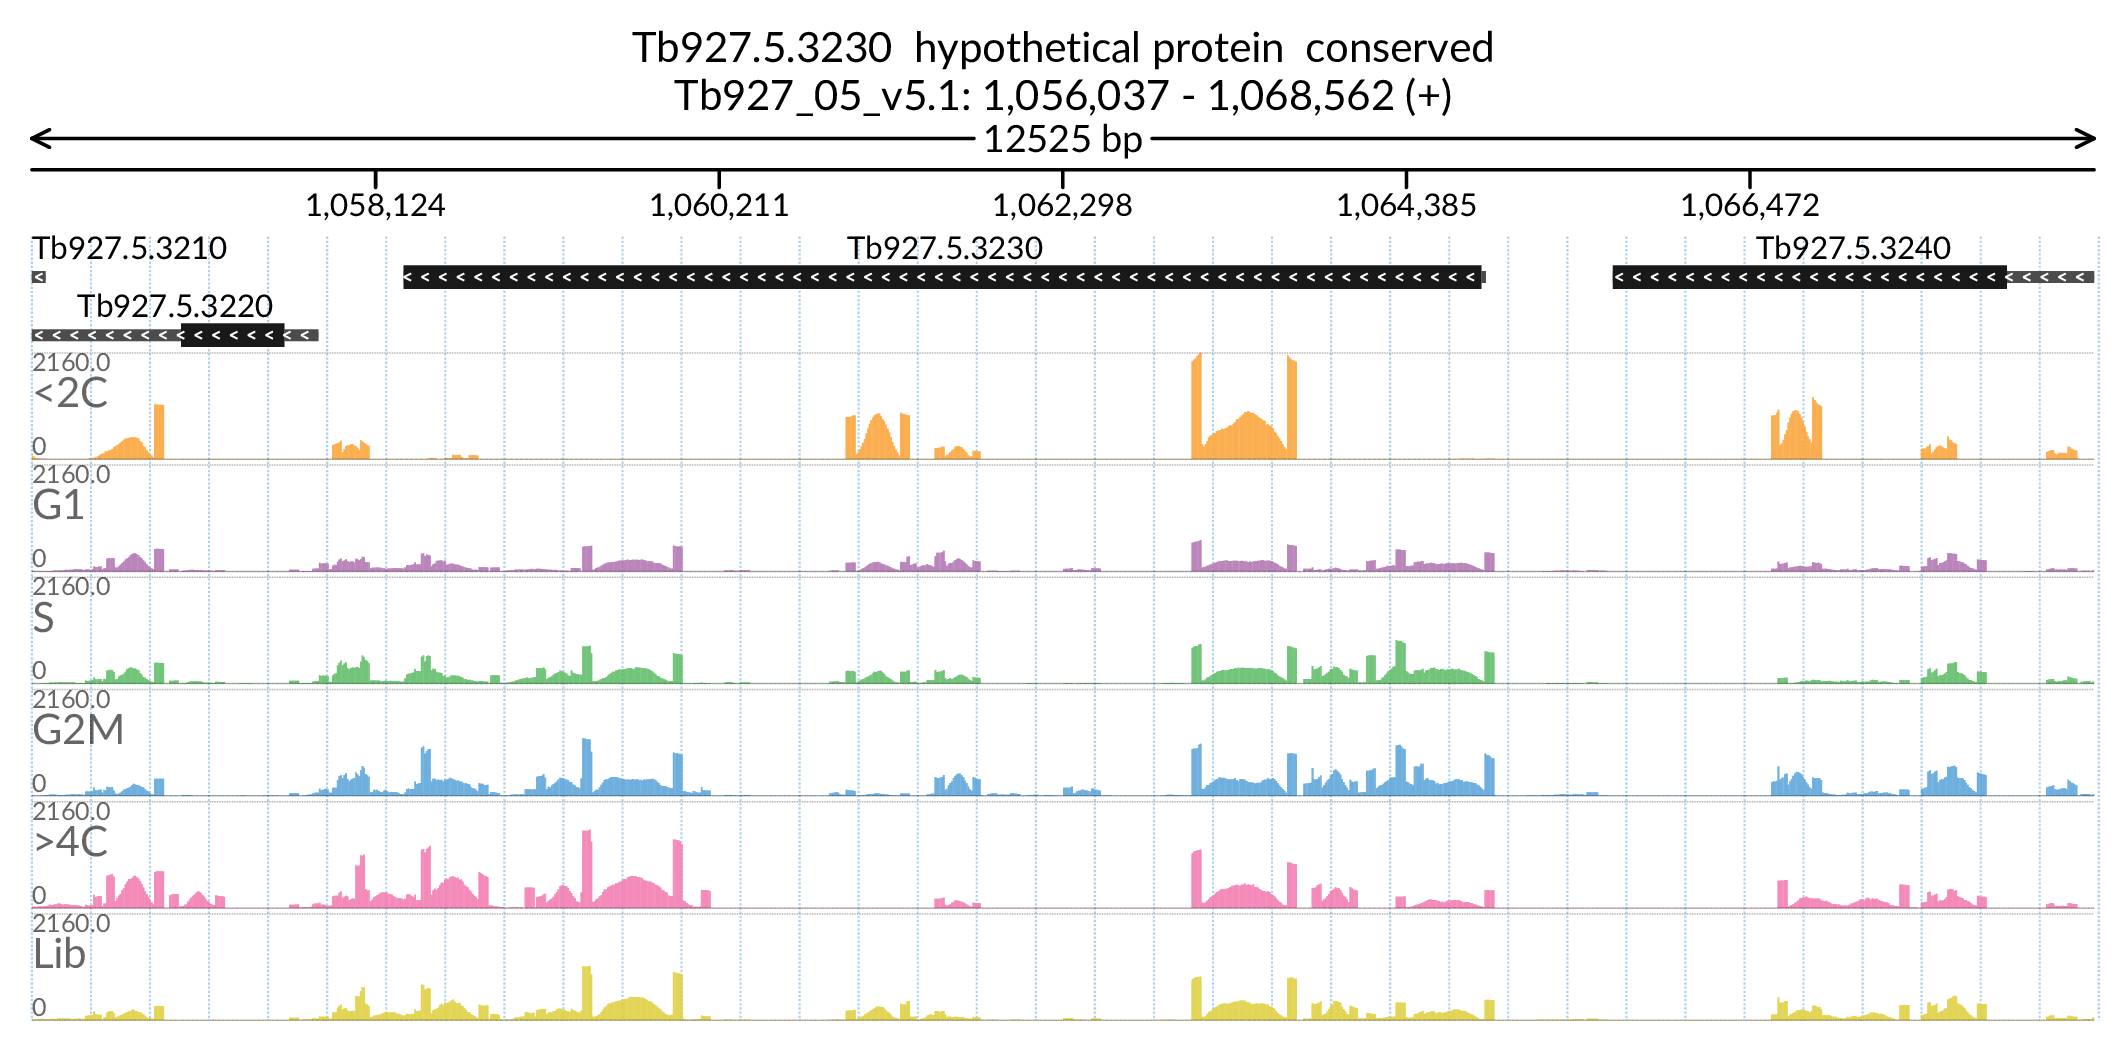 Tb927.5.3230  hypothetical protein  conserved
Tb927_05_v5.1: 1,056,037 - 1,068,562 (+)
12525 bp
1,058,124 1,060,211 1,062,298 1,064,385 1,066,472
Tb927.5.3210 Tb927.5.3230 Tb927.5.3240
Tb927.5.3220
2160.0
<2C
0
2160.0
G1
0
2160.0
S
0
2160.0
G2M
0
2160.0
>4C
0
2160.0
Lib
0